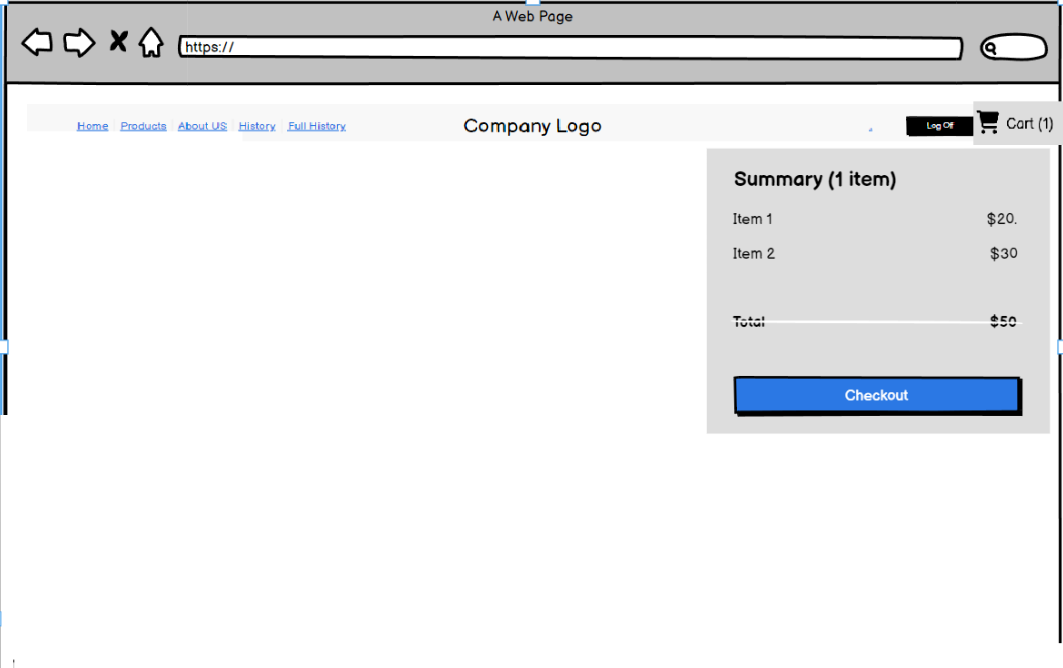 A Web Page
https://
Home Products About US History Full History Company Logo Log Off Cart (1)
Summary (1 item)
Item 1 $20.
Item 2 $30
Total $50
Checkout